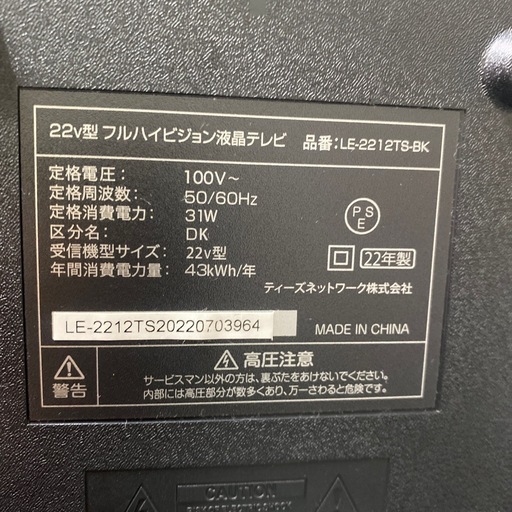 22v型 フルハイビジョン液晶テレビ 品番：LE-2212TS-BK
定格電圧： 100V～
定格周波数： 50/60Hz
定格消費電力： 31W
区分名： DK
受信機型サイズ： 22v型
年間消費電力量： 43kWh/年
PSE
22年製
ティーズネットワーク株式会社
LE-2212TS20220703964
MADE IN CHINA
警告
高圧注意
サービスマン以外の方は、裏ぶたをあけないでください。
内部には高圧部分が数多くあり、万一さわると危険です。
CAUTION